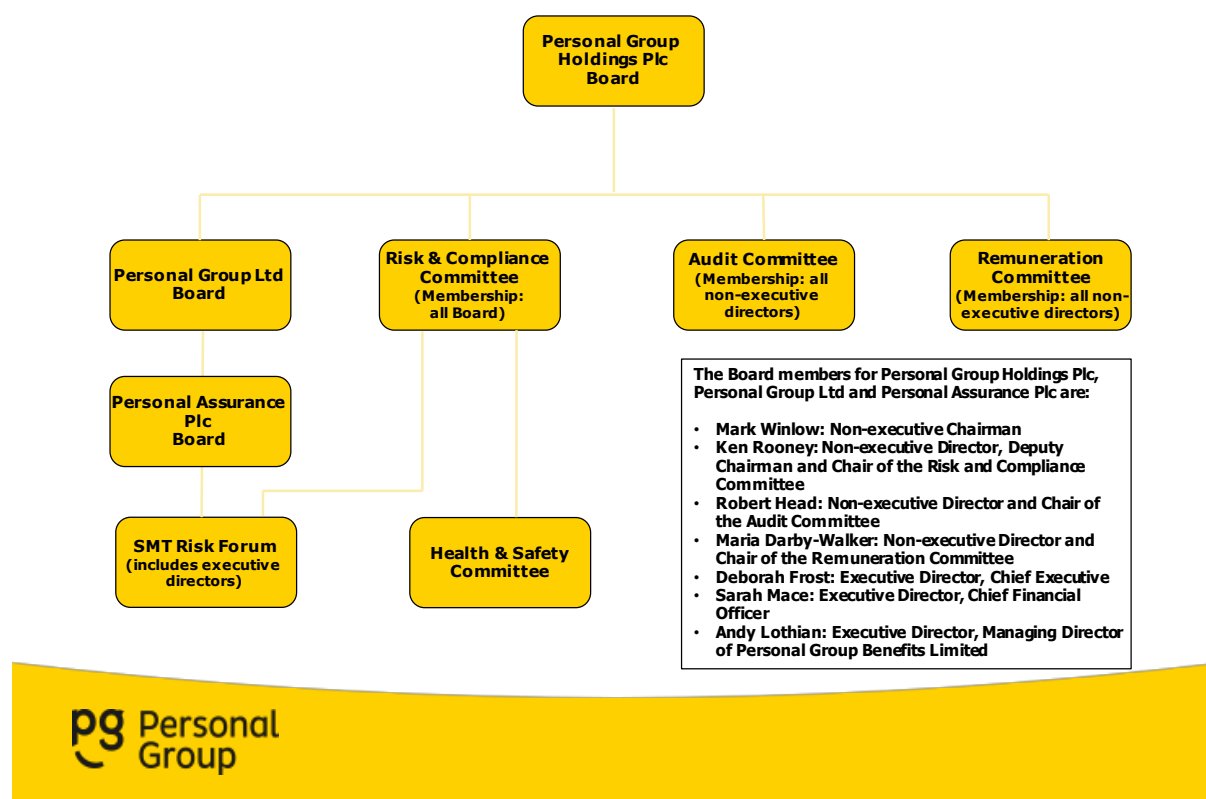 Personal Group
Holdings Plc
Board
Personal Group Ltd
Board
Risk & Compliance
Committee
(Membership:
all Board)
Audit Committee
(Membership: all
non-executive
directors)
Remuneration
Committee
(Membership: all non-
executive directors)
Personal Assurance
Plc
Board
SMT Risk Forum
(includes executive
directors)
Health & Safety
Committee
The Board members for Personal Group Holdings Plc,
Personal Group Ltd and Personal Assurance Plc are:
• Mark Winlow: Non-executive Chairman
• Ken Rooney: Non-executive Director, Deputy
Chairman and Chair of the Risk and Compliance
Committee
• Robert Head: Non-executive Director and Chair of
the Audit Committee
• Maria Darby-Walker: Non-executive Director and
Chair of the Remuneration Committee
• Deborah Frost: Executive Director, Chief Executive
• Sarah Mace: Executive Director, Chief Financial
Officer
• Andy Lothian: Executive Director, Managing Director
of Personal Group Benefits Limited
pg Personal
Group